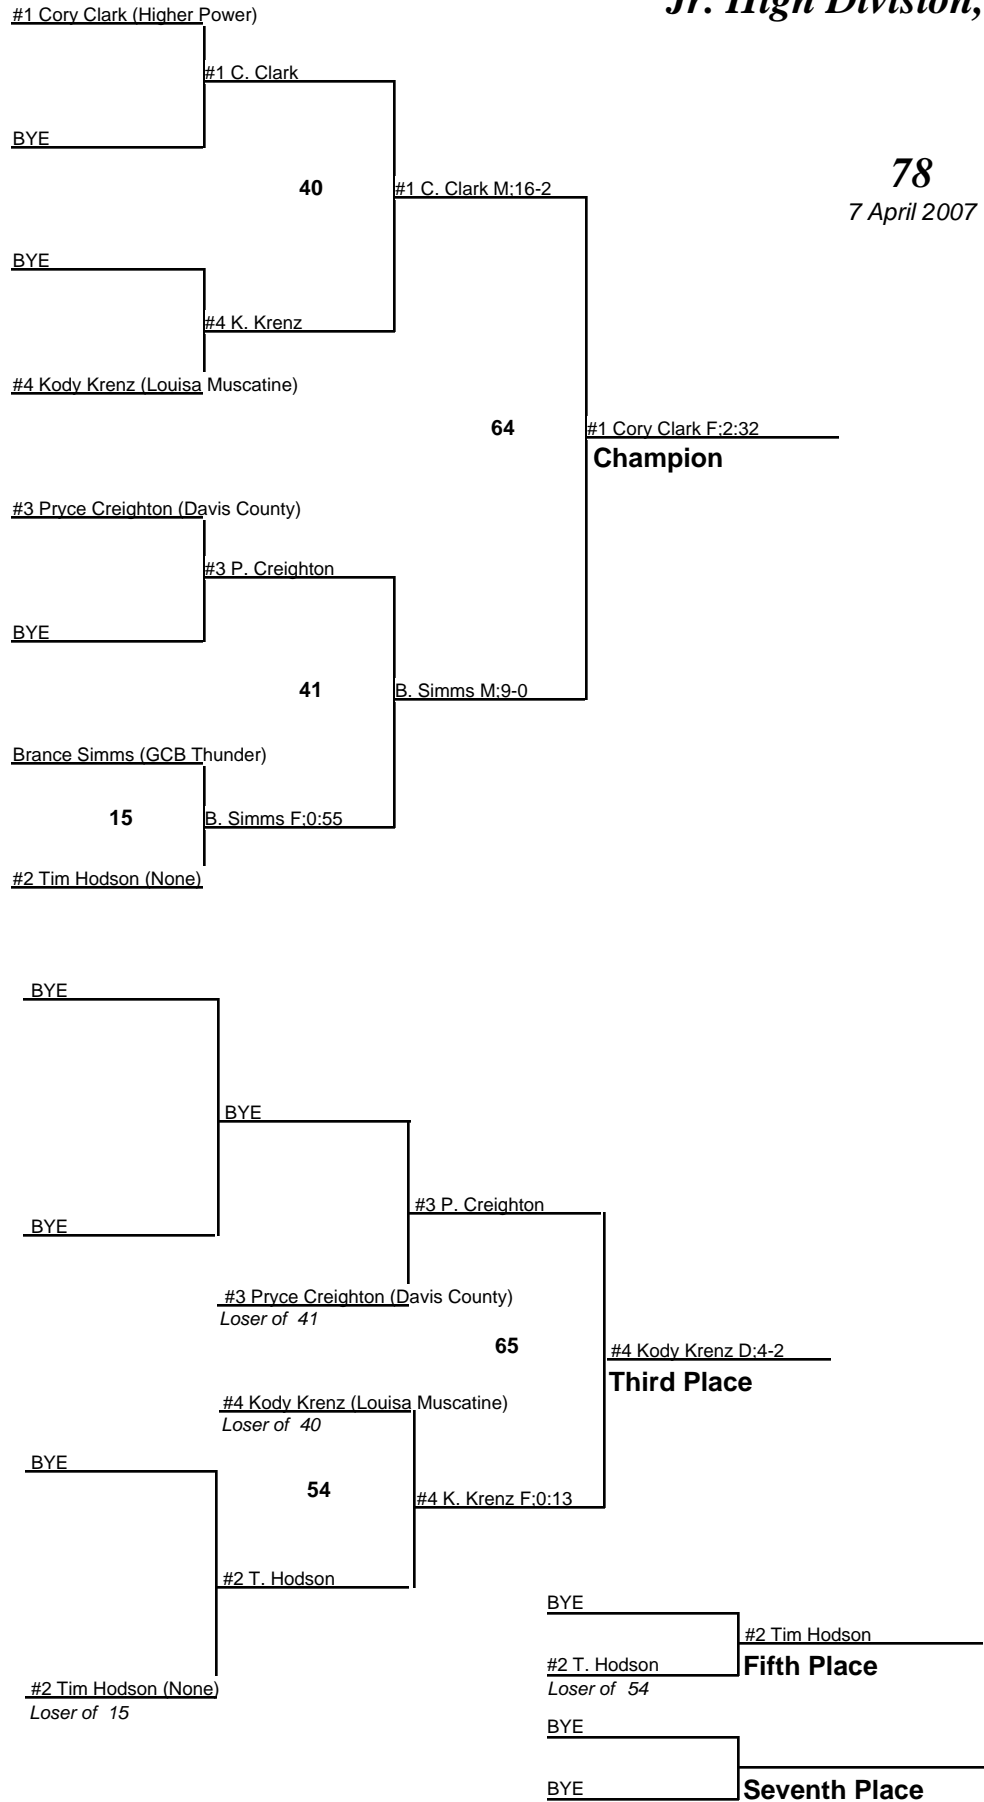 Jr. High Division,
#1 Cory Clark (Higher Power)
#1 C. Clark
BYE
78
40
#1 C. Clark M;16-2
7 April 2007
BYE
#4 K. Krenz
#4 Kody Krenz (Louisa Muscatine)
64
#1 Cory Clark F;2:32
Champion
#3 Pryce Creighton (Davis County)
#3 P. Creighton
BYE
41
B. Simms M;9-0
Brance Simms (GCB Thunder)
15
B. Simms F;0:55
#2 Tim Hodson (None)
BYE
BYE
#3 P. Creighton
BYE
#3 Pryce Creighton (Davis County)
Loser of 41
65
#4 Kody Krenz D;4-2
Third Place
#4 Kody Krenz (Louisa Muscatine)
Loser of 40
BYE
54
#4 K. Krenz F;0:13
#2 T. Hodson
BYE
#2 Tim Hodson
#2 T. Hodson
Fifth Place
Loser of 54
#2 Tim Hodson (None)
Loser of 15
BYE
BYE
Seventh Place